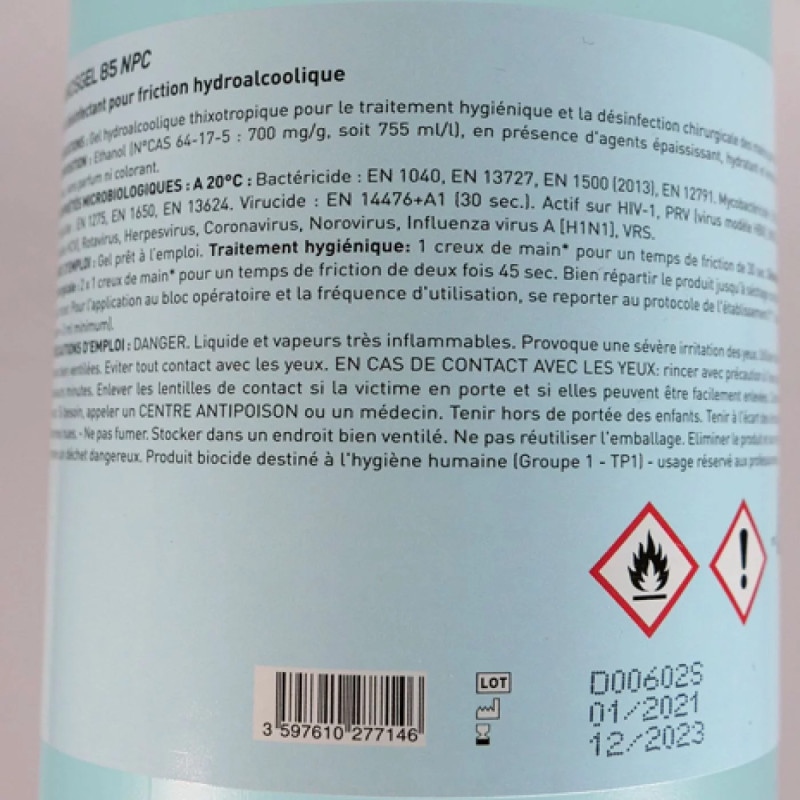 85 NPC
pour friction hydroalcoolique
Gel hydroalcoolique thixotropique pour le traitement hygiénique et la désinfection chirurgicale des
: Ethanol (N°CAS 64-17-5 : 700 mg/g, soit 755 ml/l), en présence d'agents épaississant, hydratant
parfum ni colorant.
MICROBIOLOGIQUES : A 20°C : Bactéricide : EN 1040, EN 13727, EN 1500 (2013), EN 12791.
EN 1275, EN 1650, EN 13624. Virucide : EN 14476+A1 (30 sec.). Actif sur HIV-1, PRV (virus modèle
Rotavirus, Herpesvirus, Coronavirus, Norovirus, Influenza virus A (H1N1), VRS.
Gel prêt à l'emploi. Traitement hygiénique: 1 creux de main* pour un temps de friction de 30 sec.
: 2 x 1 creux de main* pour un temps de friction de deux fois 45 sec. Bien répartir le produit jusqu'à séchage
Pour l'application au bloc opératoire et la fréquence d'utilisation, se reporter au protocole de l'établissement
minimum).
D'EMPLOI : DANGER. Liquide et vapeurs très inflammables. Provoque une sévère irritation des yeux.
ventilées. Eviter tout contact avec les yeux. EN CAS DE CONTACT AVEC LES YEUX: rincer avec précaution
minutes. Enlever les lentilles de contact si la victime en porte et si elles peuvent être facilement enlevées.
besoin, appeler un CENTRE ANTIPOISON ou un médecin. Tenir hors de portée des enfants. Tenir à l'écart
- Ne pas fumer. Stocker dans un endroit bien ventilé. Ne pas réutiliser l'emballage. Eliminer le produit
déchet dangereux. Produit biocide destiné à l'hygiène humaine (Groupe 1 - TP1) - usage réservé aux
3 597610 277146
LOT
D00602S
01/2021
12/2023